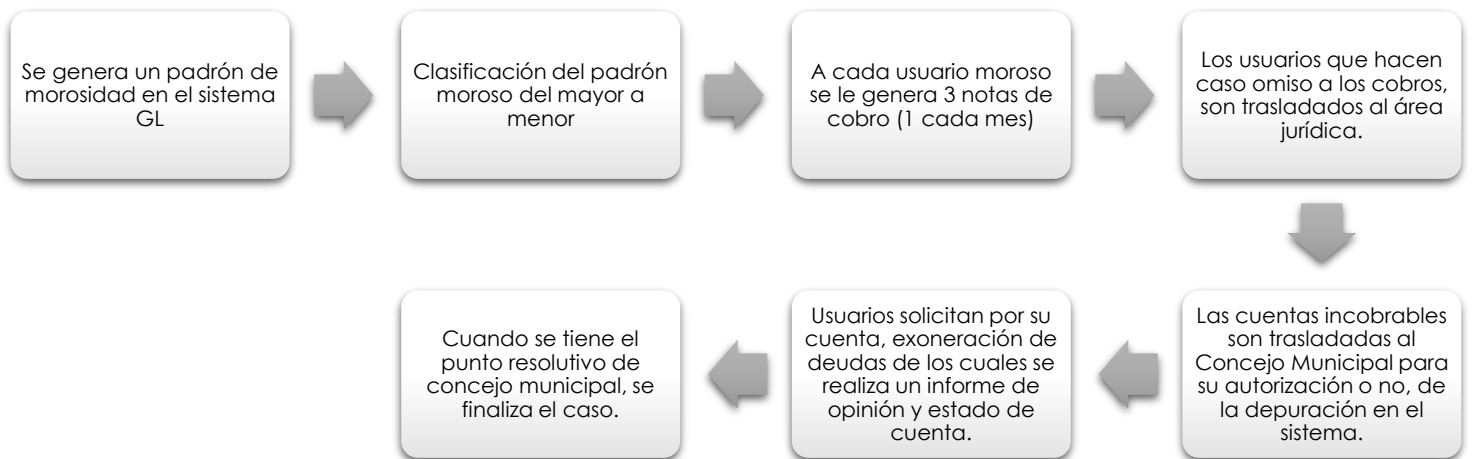 Se genera un padrón de
morosidad en el sistema
GL
Clasificación del padrón
moroso del mayor a
menor
A cada usuario moroso
se le genera 3 notas de
cobro (1 cada mes)
Los usuarios que hacen
caso omiso a los cobros,
son trasladados al área
jurídica.
Las cuentas incobrables
son trasladadas al
Concejo Municipal para
su autorización o no, de
la depuración en el
sistema.
Usuarios solicitan por su
cuenta, exoneración de
deudas de los cuales se
realiza un informe de
opinión y estado de
cuenta.
Cuando se tiene el
punto resolutivo de
concejo municipal, se
finaliza el caso.